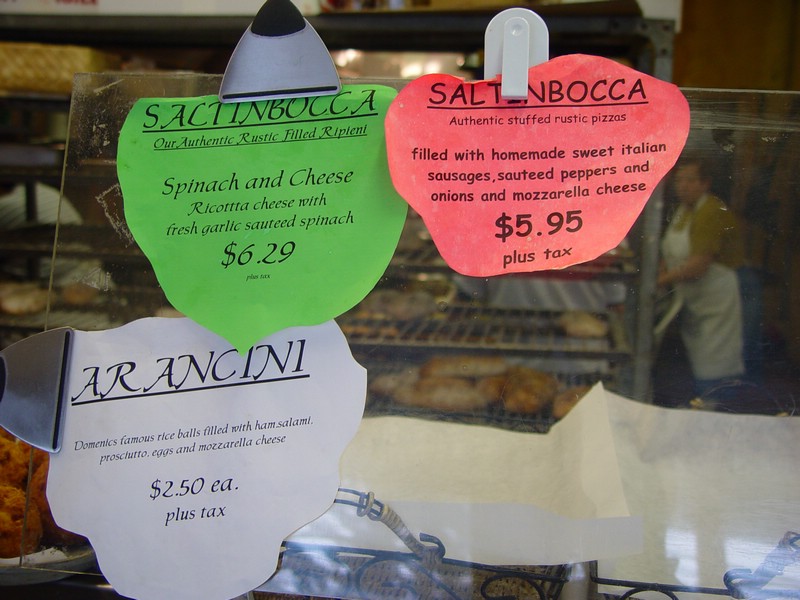 SALTINBOCCA
Our Authentic Rustic Filled Ripieni
Spinach and Cheese
Ricottta cheese with
fresh garlic sauteed spinach
$6.29
plus tax
SALTINBOCCA
Authentic stuffed rustic pizzas
filled with homemade sweet italian
sausages,sauteed peppers and
onions and mozzarella cheese
$5.95
plus tax
ARANCINI
Domenics famous rice balls filled with ham,salami,
prosciutto, eggs and mozzarella cheese
$2.50 ea.
plus tax